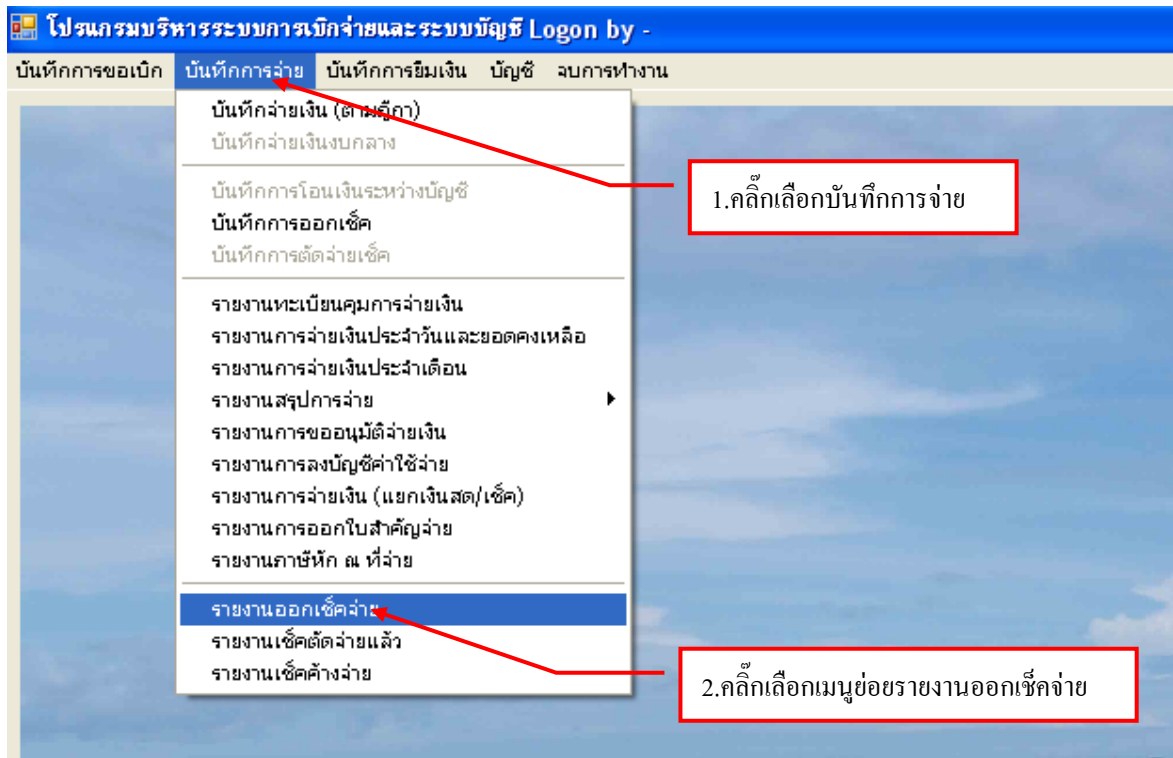 โปรแกรมบริหารระบบการเบิกจ่ายและระบบบัญชี Logon by -
บันทึกการขอเบิก บันทึกการจ่าย บันทึกการยืมเงิน บัญชี จบการทำงาน
บันทึกจ่ายเงิน (ตามฎีกา)
บันทึกจ่ายเงินงบกลาง
บันทึกการโอนเงินระหว่างบัญชี
บันทึกการออกเช็ค
บันทึกการตัดจ่ายเช็ค
รายงานทะเบียนคุมการจ่ายเงิน
รายงานการจ่ายเงินประจำวันและยอดคงเหลือ
รายงานการจ่ายเงินประจำเดือน
รายงานสรุปการจ่าย
รายงานการขออนุมัติจ่ายเงิน
รายงานการลงบัญชีค่าใช้จ่าย
รายงานการจ่ายเงิน (แยกเงินสด/เช็ค)
รายงานการออกใบสำคัญจ่าย
รายงานภาษีหัก ณ ที่จ่าย
รายงานออกเช็คจ่าย
รายงานเช็คตัดจ่ายแล้ว
รายงานเช็คค้างจ่าย
1.คลิ๊กเลือกบันทึกการจ่าย
2.คลิ๊กเลือกเมนูย่อยรายงานออกเช็คจ่าย